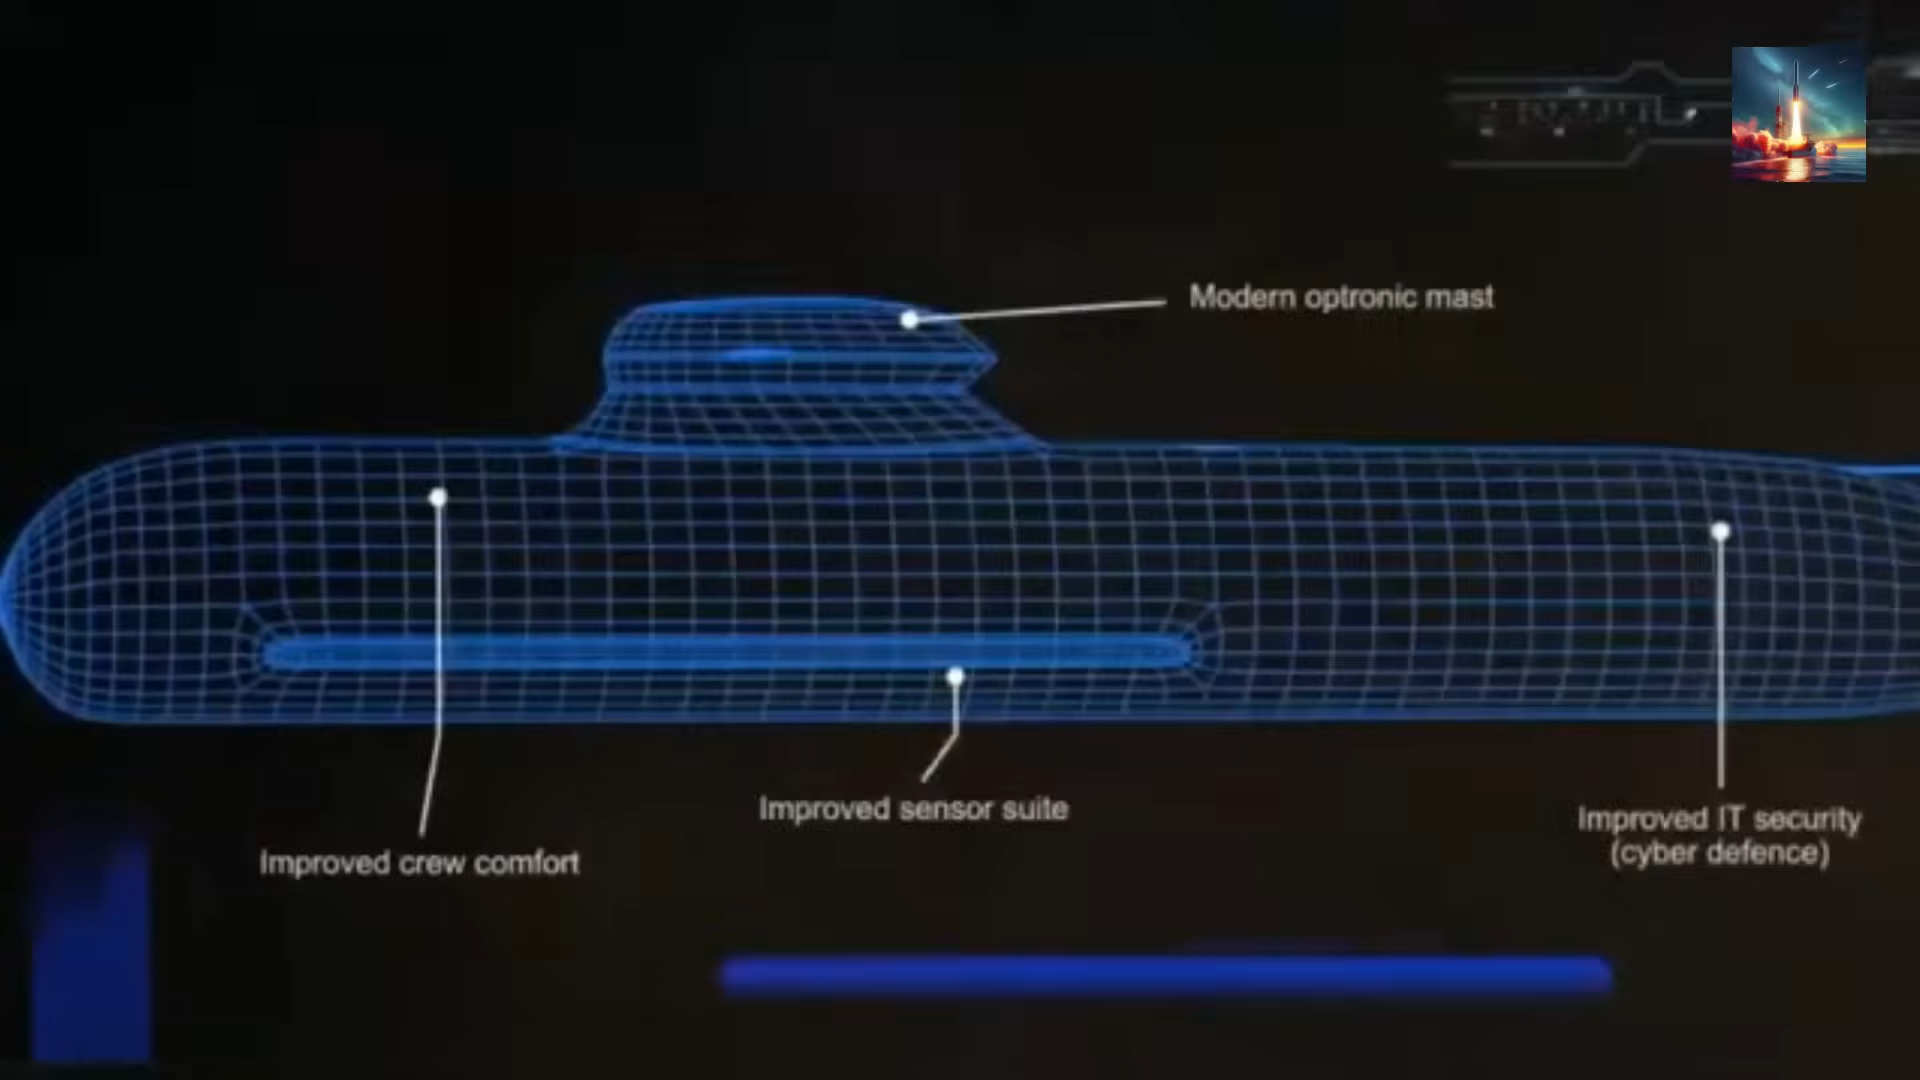 Modern optronic mast
Improved sensor suite
Improved crew comfort
Improved IT security
(cyber defence)